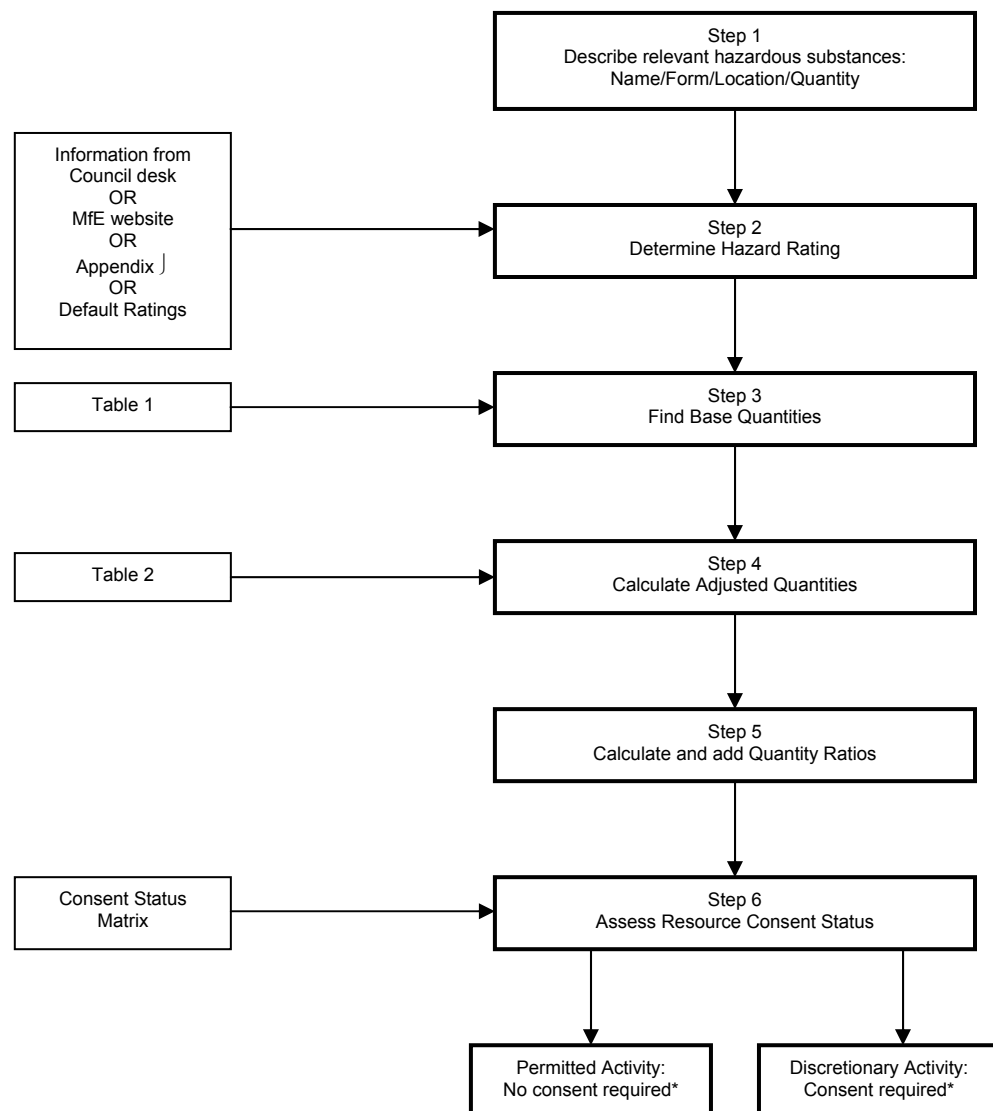 Step 1
Describe relevant hazardous substances:
Name/Form/Location/Quantity
Information from
Council desk
OR
MfE website
OR
Appendix J
OR
Default Ratings
Step 2
Determine Hazard Rating
Table 1
Step 3
Find Base Quantities
Table 2
Step 4
Calculate Adjusted Quantities
Step 5
Calculate and add Quantity Ratios
Consent Status
Matrix
Step 6
Assess Resource Consent Status
Permitted Activity:
No consent required*
Discretionary Activity:
Consent required*